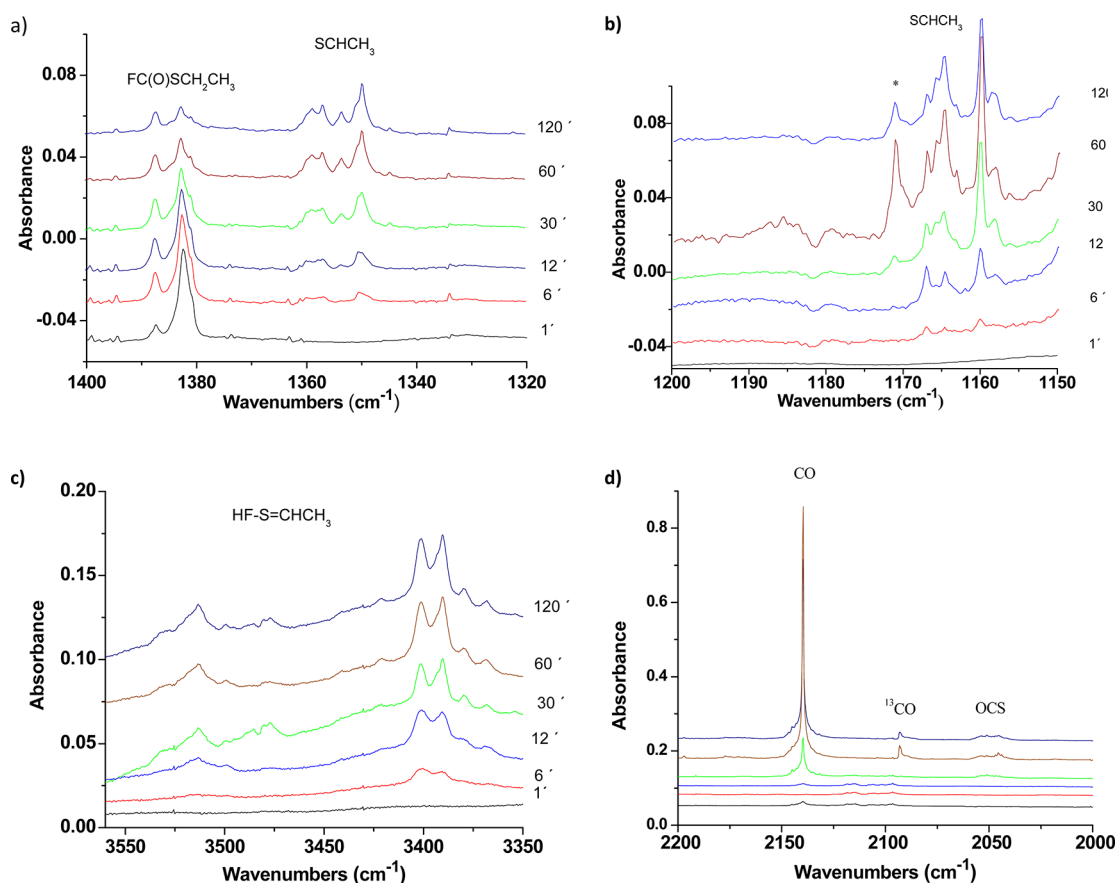 a)
SCHCH₃
FC(O)SCH₂CH₃
0.08
0.04
0.00
-0.04
Absorbance
120 ´
60 ´
30 ´
12 ´
6 ´
1´
1400 1380 1360 1340 1320
Wavenumbers (cm⁻¹)
b)
SCHCH₃
*
0.08
0.04
0.00
-0.04
Absorbance
120
60
30
12
6 ´
1´
1200 1190 1180 1170 1160 1150
Wavenumbers (cm⁻¹)
c)
HF-S=CHCH₃
0.20
0.15
0.10
0.05
0.00
Absorbance
120 ´
60 ´
30 ´
12 ´
6 ´
1´
3550 3500 3450 3400 3350
Wavenumbers (cm⁻¹)
d)
CO
¹³CO
OCS
0.8
0.6
0.4
0.2
0.0
Absorbance
2200 2150 2100 2050 2000
Wavenumbers (cm⁻¹)